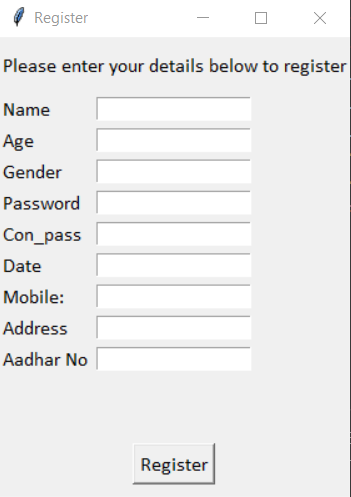 Register
Please enter your details below to register
Name
Age
Gender
Password
Con_pass
Date
Mobile:
Address
Aadhar No
Register